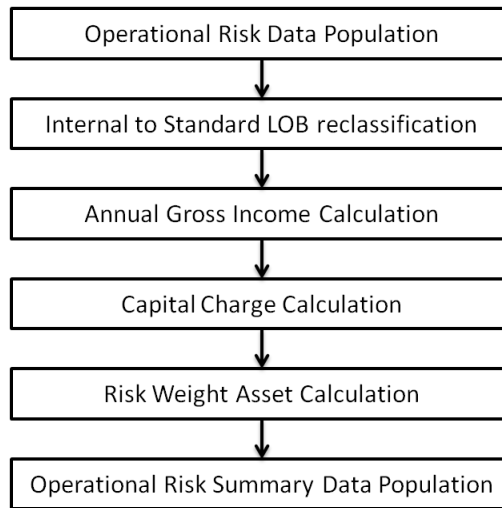 Operational Risk Data Population
Internal to Standard LOB reclassification
Annual Gross Income Calculation
Capital Charge Calculation
Risk Weight Asset Calculation
Operational Risk Summary Data Population